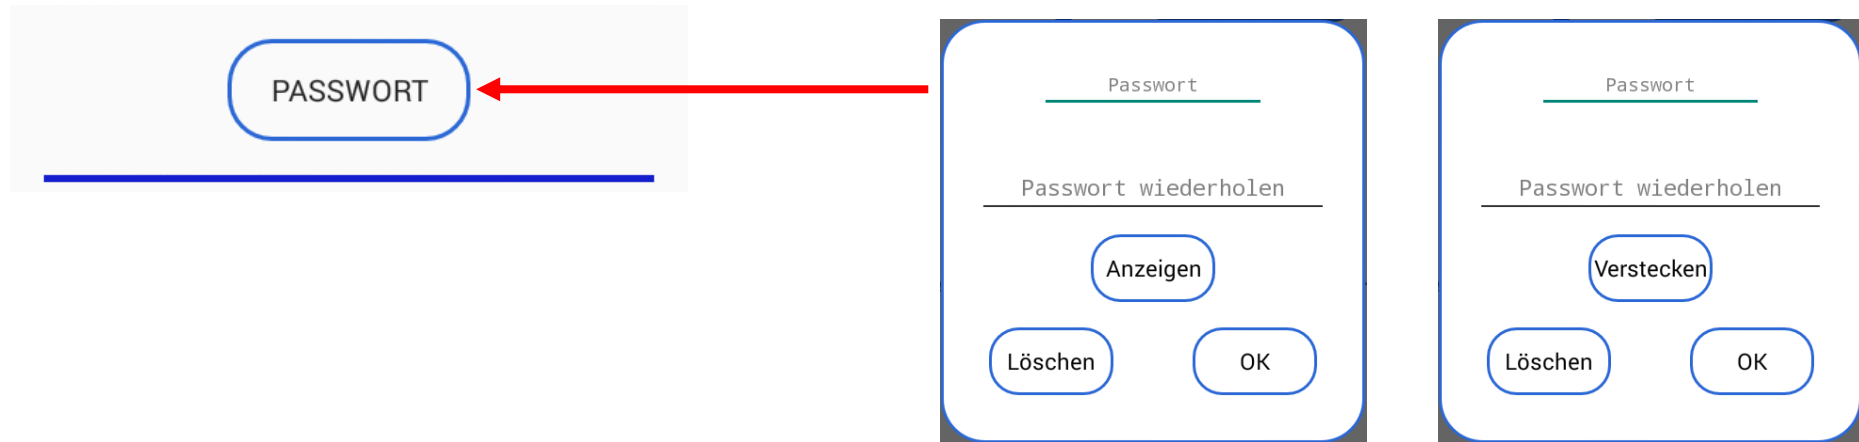 PASSWORT
Passwort
Passwort wiederholen
Anzeigen
Löschen
OK
Passwort
Passwort wiederholen
Verstecken
Löschen
OK